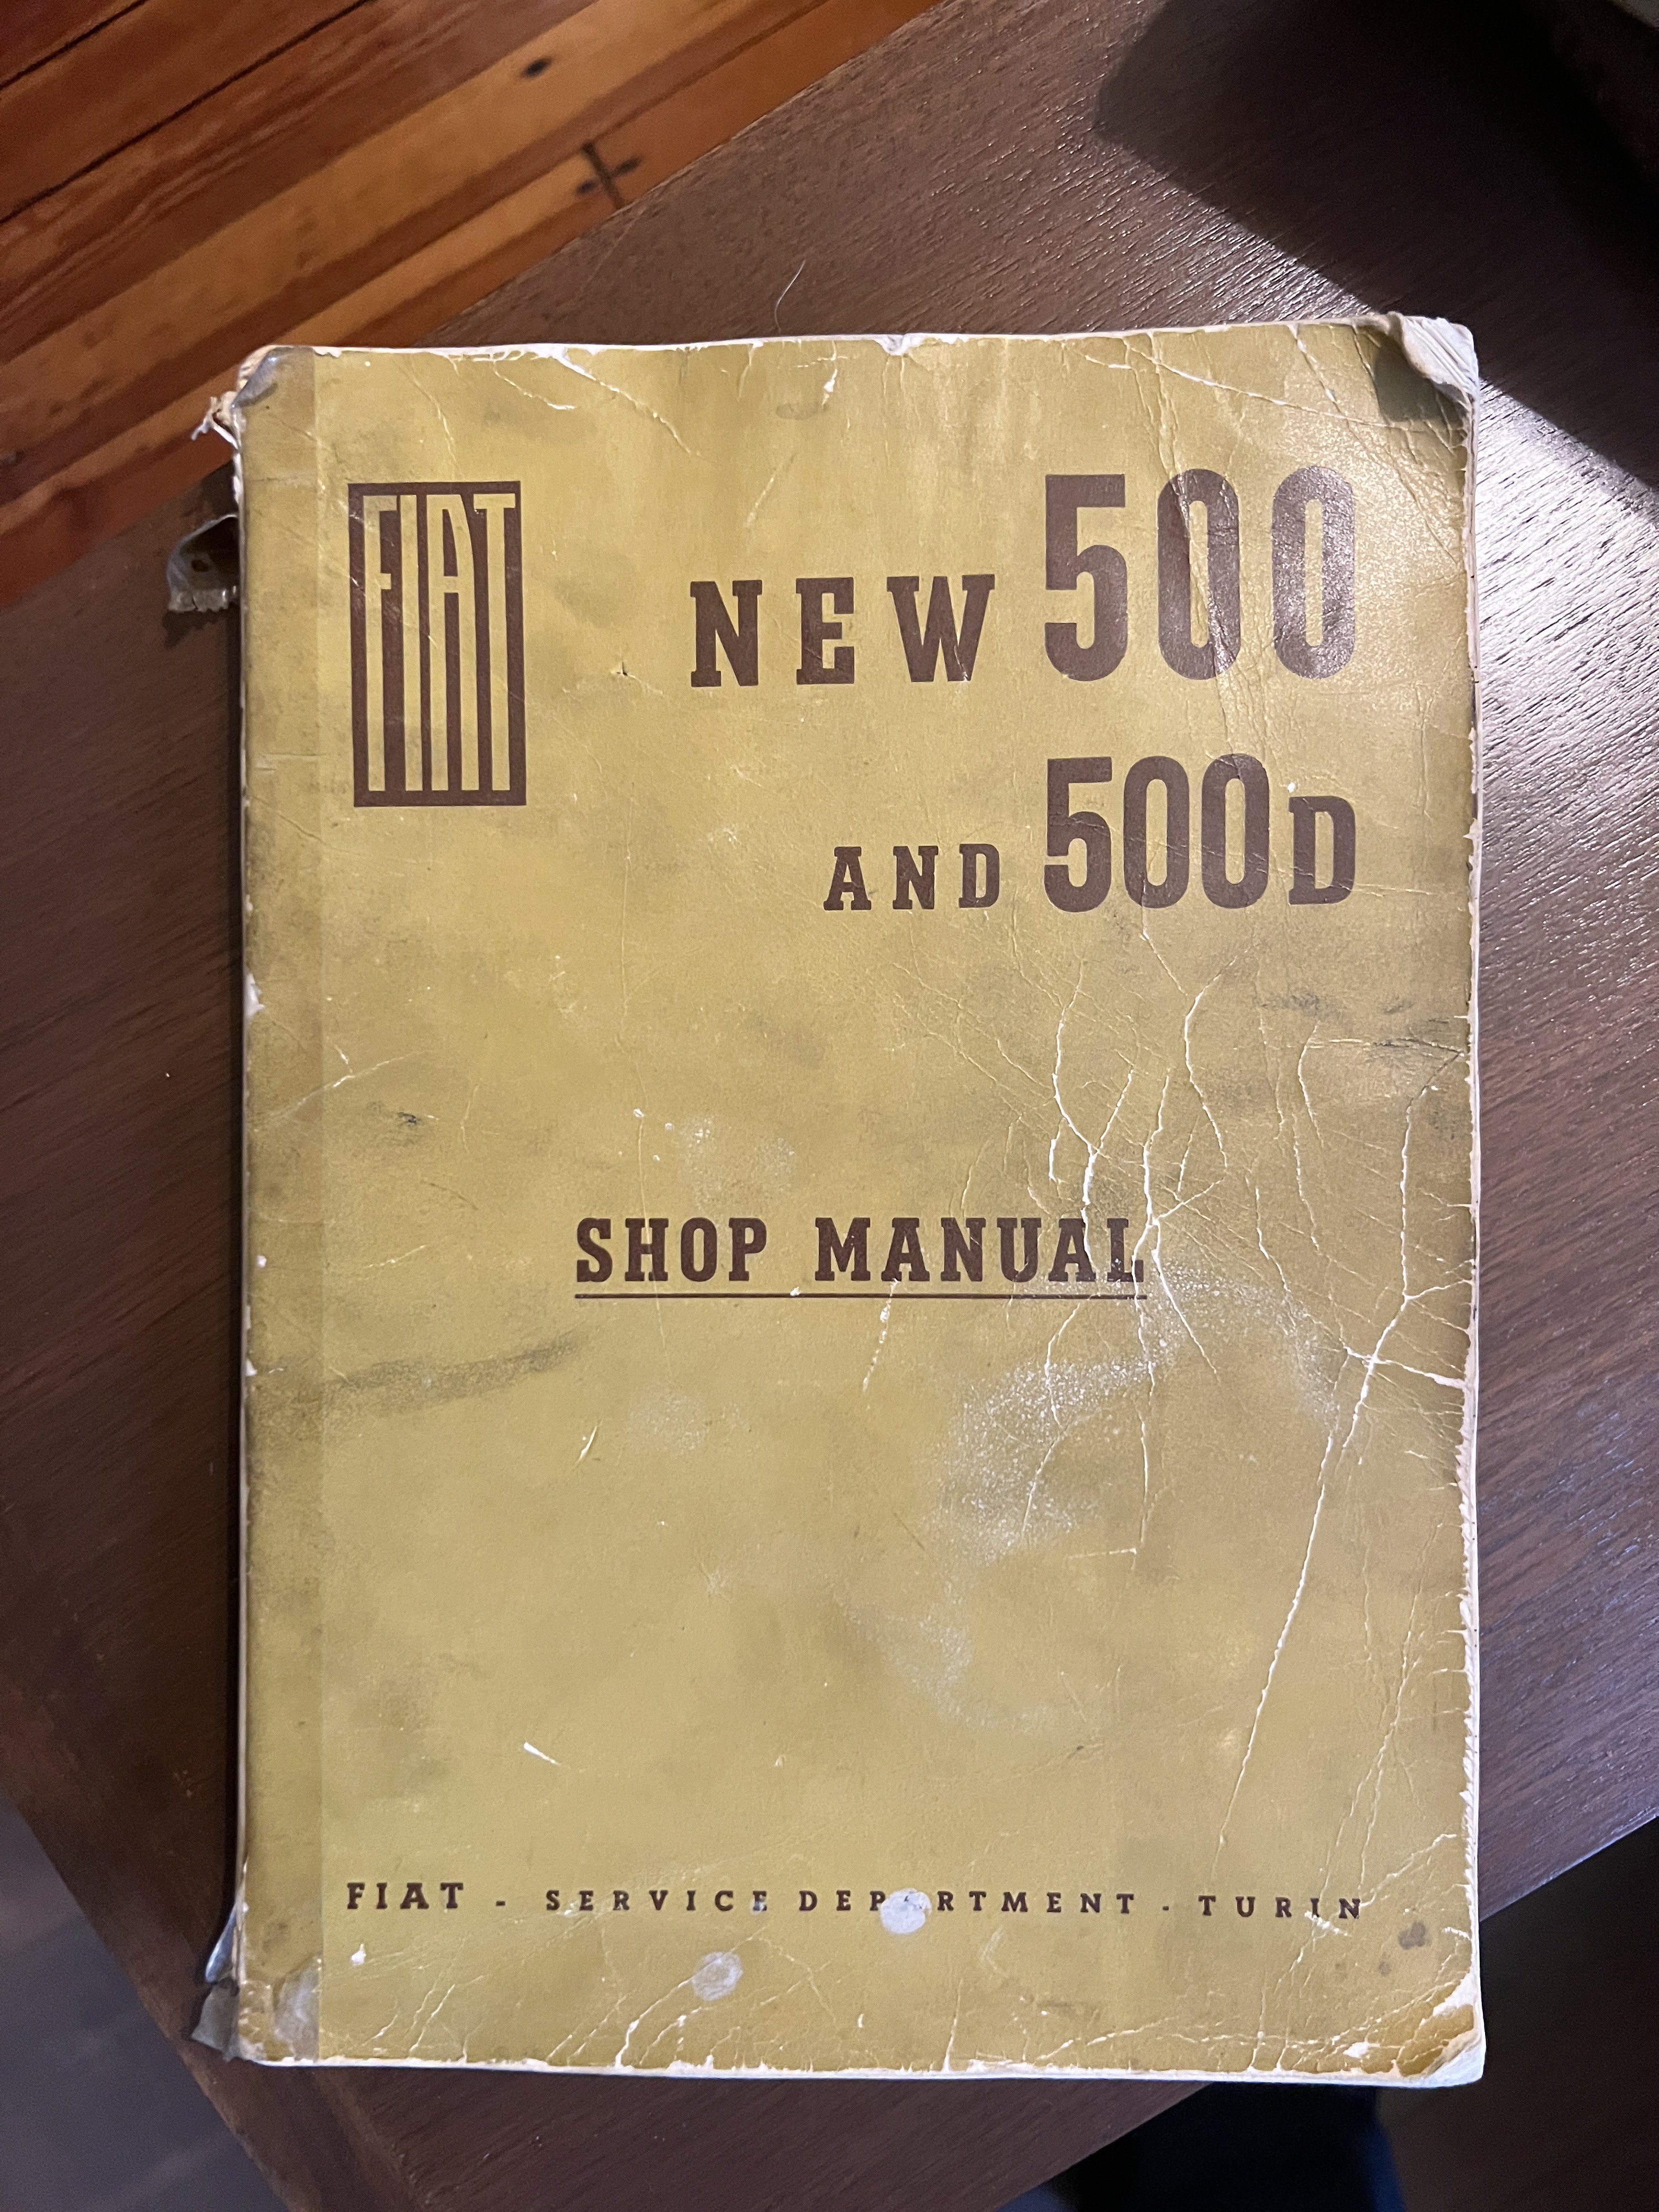 FIAT
NEW 500
AND 500D
SHOP MANUAL
FIAT - SERVICE DEPARTMENT - TURIN